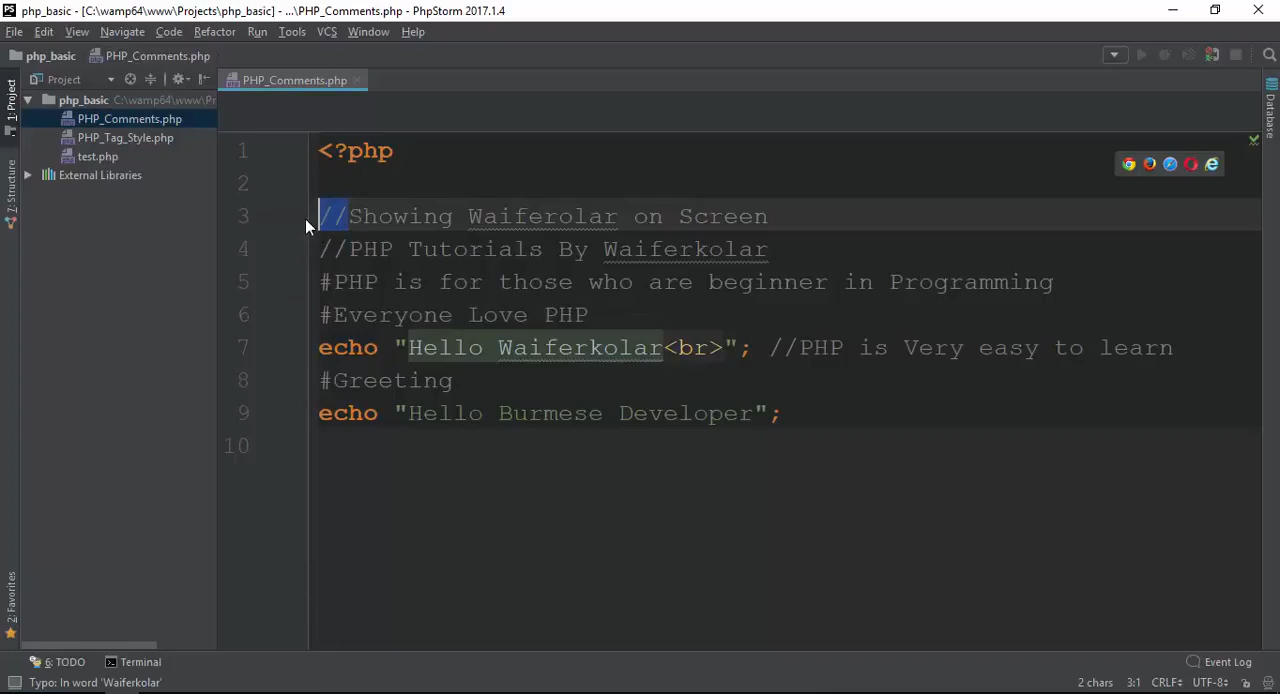 php_basic - [C:\wamp64\www\Projects\php_basic] - ...\PHP_Comments.php - PhpStorm 2017.1.4
File Edit View Navigate Code Refactor Run Tools VCS Window Help
php_basic PHP_Comments.php
Project PHP_Comments.php
1: Project
php_basic C:\wamp64\www\Pr
PHP_Comments.php
PHP_Tag_Style.php
test.php
External Libraries
7: Structure
2: Favorites
Database
1 <?php
2
3 //Showing Waiferolar on Screen
4 //PHP Tutorials By Waiferkolar
5 #PHP is for those who are beginner in Programming
6 #Everyone Love PHP
7 echo "Hello Waiferkolar<br>"; //PHP is Very easy to learn
8 #Greeting
9 echo "Hello Burmese Developer";
10
6: TODO Terminal Event Log
Typo: In word 'Waiferkolar' 2 chars 3:1 CRLF UTF-8